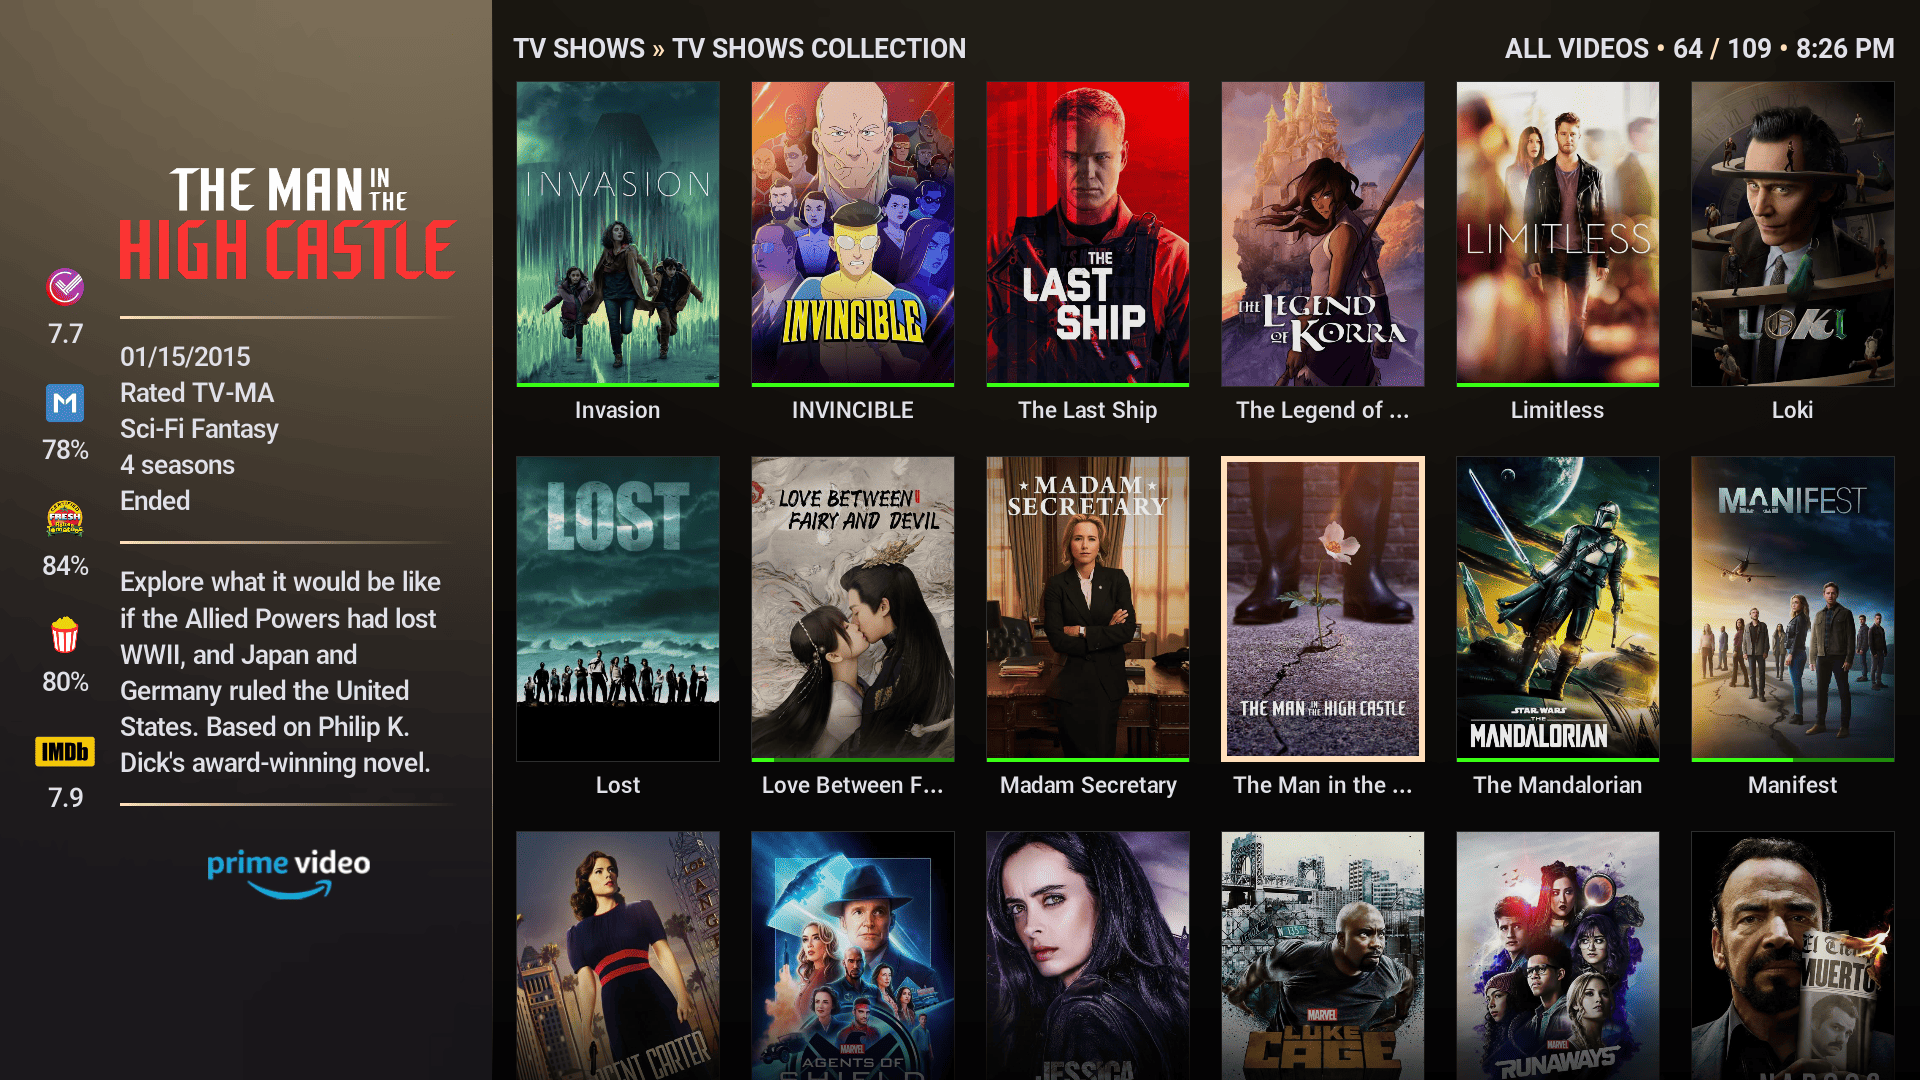 TV SHOWS » TV SHOWS COLLECTION
ALL VIDEOS • 64 / 109 • 8:26 PM
THE MAN IN THE
HIGH CASTLE
7.7
78%
FRESH
84%
80%
IMDb
7.9
01/15/2015
Rated TV-MA
Sci-Fi Fantasy
4 seasons
Ended
Explore what it would be like
if the Allied Powers had lost
WWII, and Japan and
Germany ruled the United
States. Based on Philip K.
Dick's award-winning novel.
prime video
INVASION
INVINCIBLE
THE
LAST
SHIP
THE LEGEND
OF KORRA
LIMITLESS
LOKI
Invasion
INVINCIBLE
The Last Ship
The Legend of ...
Limitless
Loki
LOST
LOVE BETWEEN
FAIRY AND DEVIL
MADAM
SECRETARY
THE MAN IN THE HIGH CASTLE
STAR WARS
THE
MANDALORIAN
MANIFEST
Lost
Love Between F...
Madam Secretary
The Man in the ...
The Mandalorian
Manifest
AGENT CARTER
MARVEL
AGENTS OF
SHIELD
JESSICA
MARVEL
LUKE
CAGE
MARVEL
RUNAWAYS
MUERTO
NARCOS